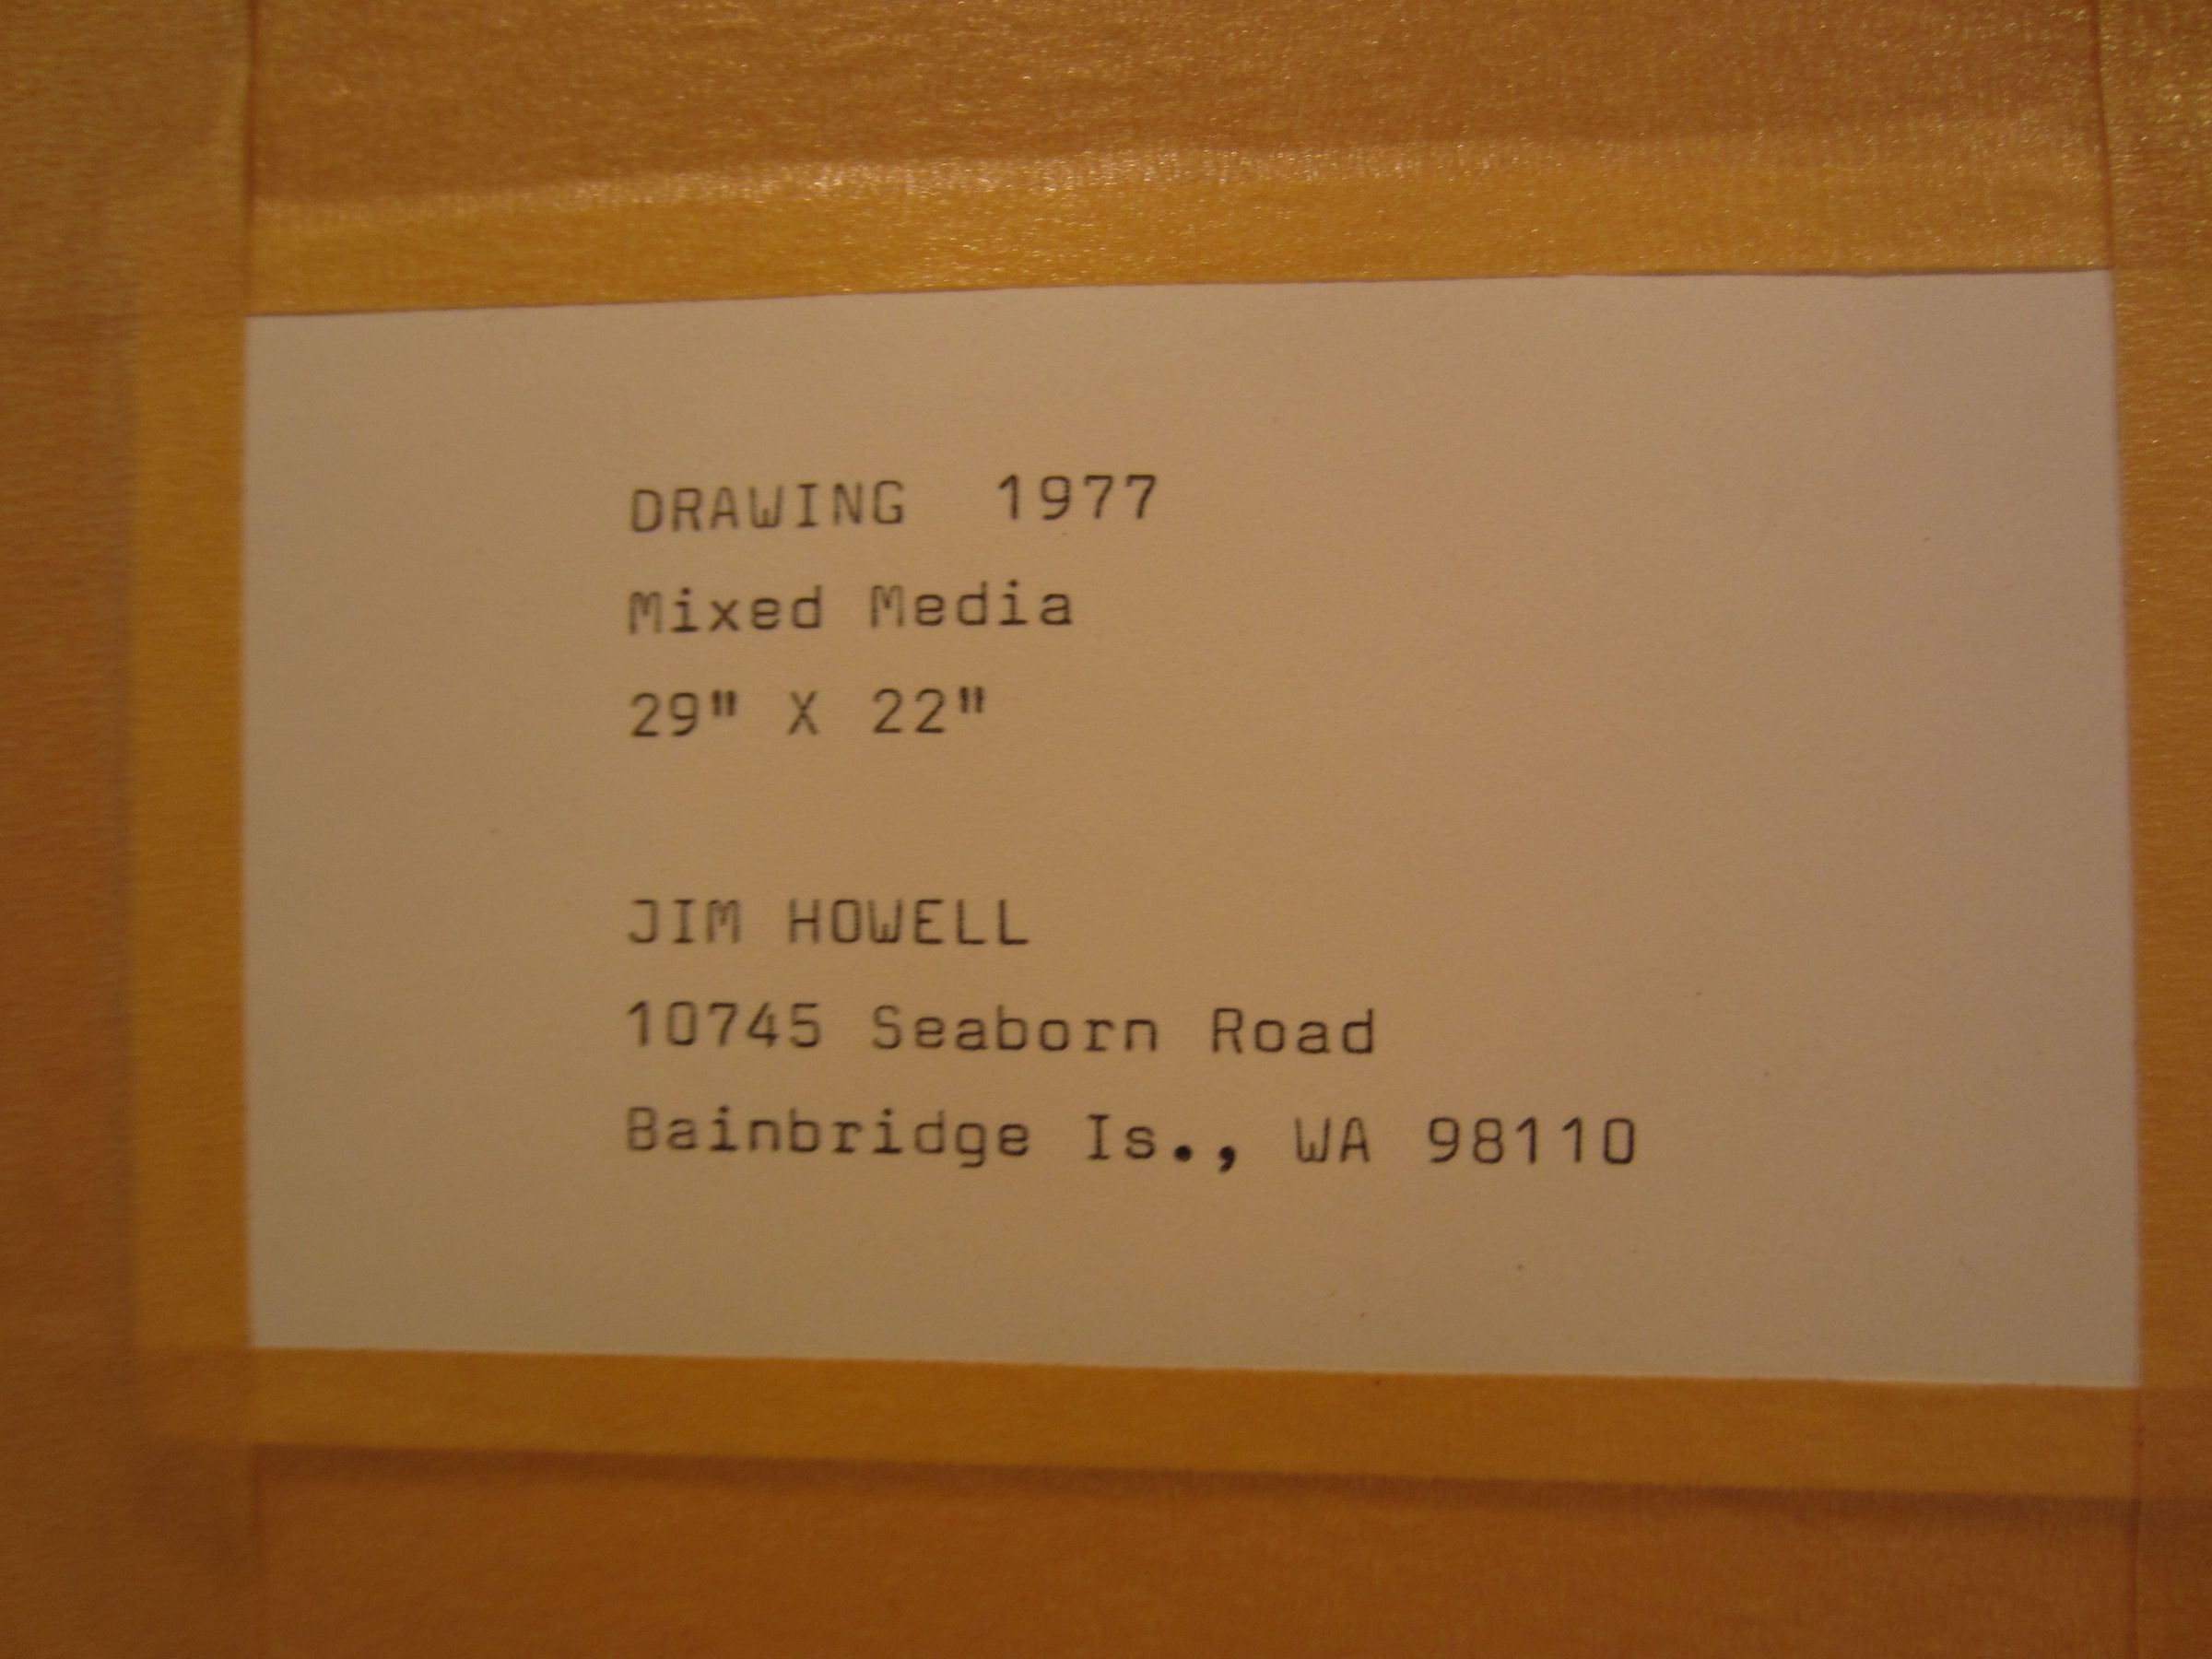 DRAWING  1977
Mixed Media
29" X 22"
JIM HOWELL
10745 Seaborn Road
Bainbridge Is., WA 98110